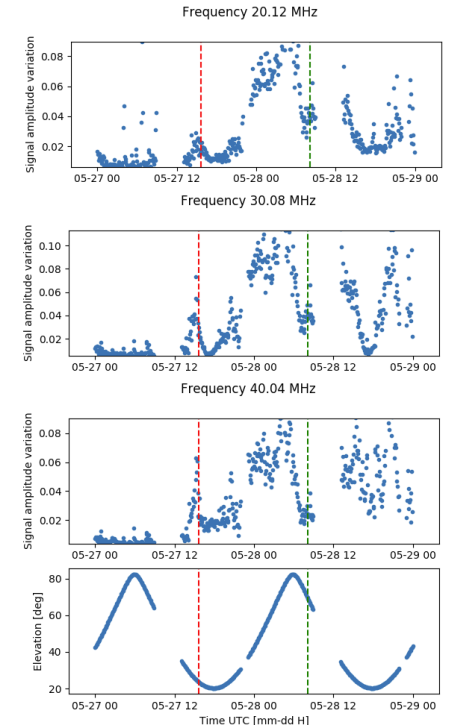 Frequency 20.12 MHz
Signal amplitude variation
0.08
0.06
0.04
0.02
05-27 00 05-27 12 05-28 00 05-28 12 05-29 00
Frequency 30.08 MHz
Signal amplitude variation
0.10
0.08
0.06
0.04
0.02
05-27 00 05-27 12 05-28 00 05-28 12 05-29 00
Frequency 40.04 MHz
Signal amplitude variation
0.08
0.06
0.04
0.02
05-27 00 05-27 12 05-28 00 05-28 12 05-29 00
Elevation [deg]
80
60
40
20
05-27 00 05-27 12 05-28 00 05-28 12 05-29 00
Time UTC [mm-dd H]